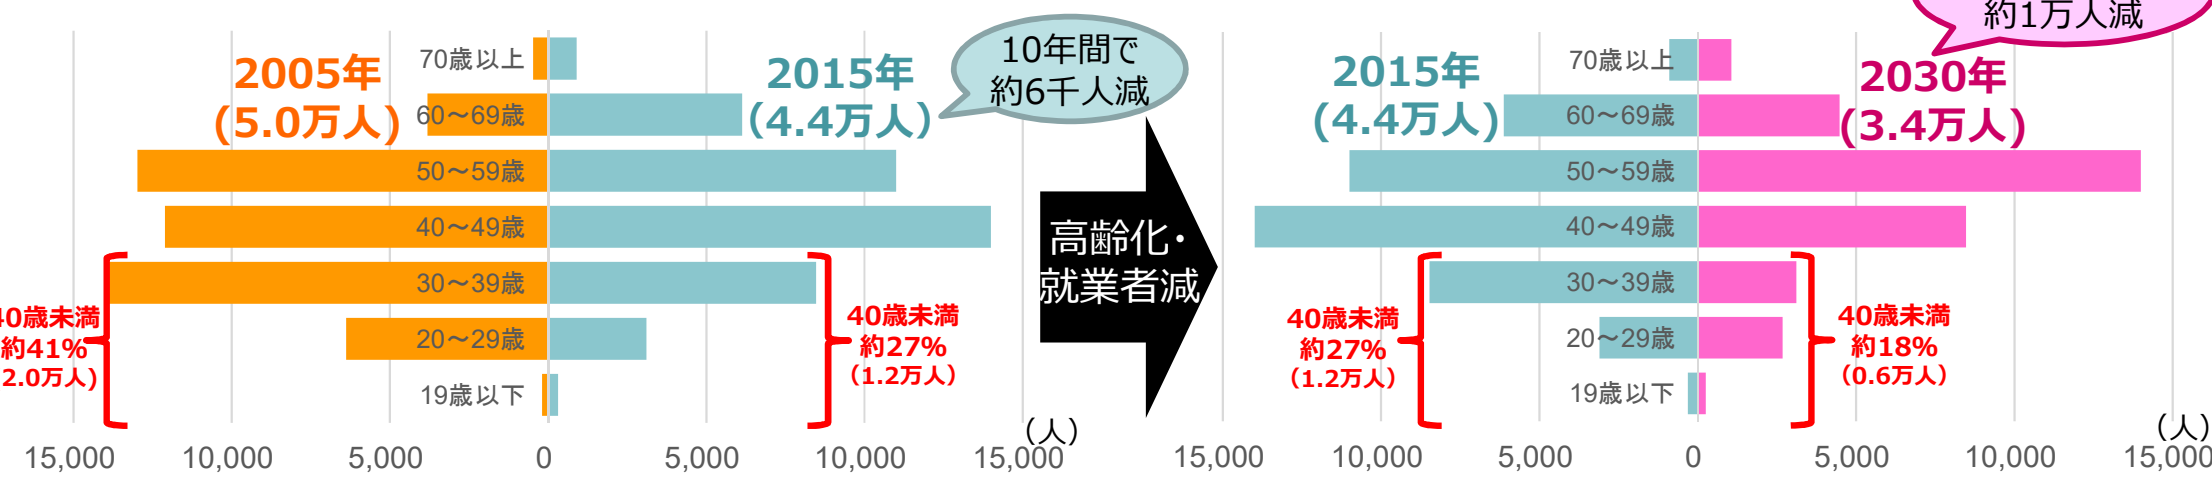 約1万人減
10年間で
約6千人減
2005年
(5.0万人)
2015年
(4.4万人)
70歳以上
60～69歳
50～59歳
40～49歳
30～39歳
20～29歳
19歳以下
40歳未満
約41%
2.0万人)
40歳未満
約27%
(1.2万人)
15,000
10,000
5,000
0
5,000
10,000
15,000
(人)
高齢化・
就業者減
2015年
(4.4万人)
2030年
(3.4万人)
70歳以上
60～69歳
50～59歳
40～49歳
30～39歳
20～29歳
19歳以下
40歳未満
約27%
(1.2万人)
40歳未満
約18%
(0.6万人)
15,000
10,000
5,000
0
5,000
10,000
15,000
(人)